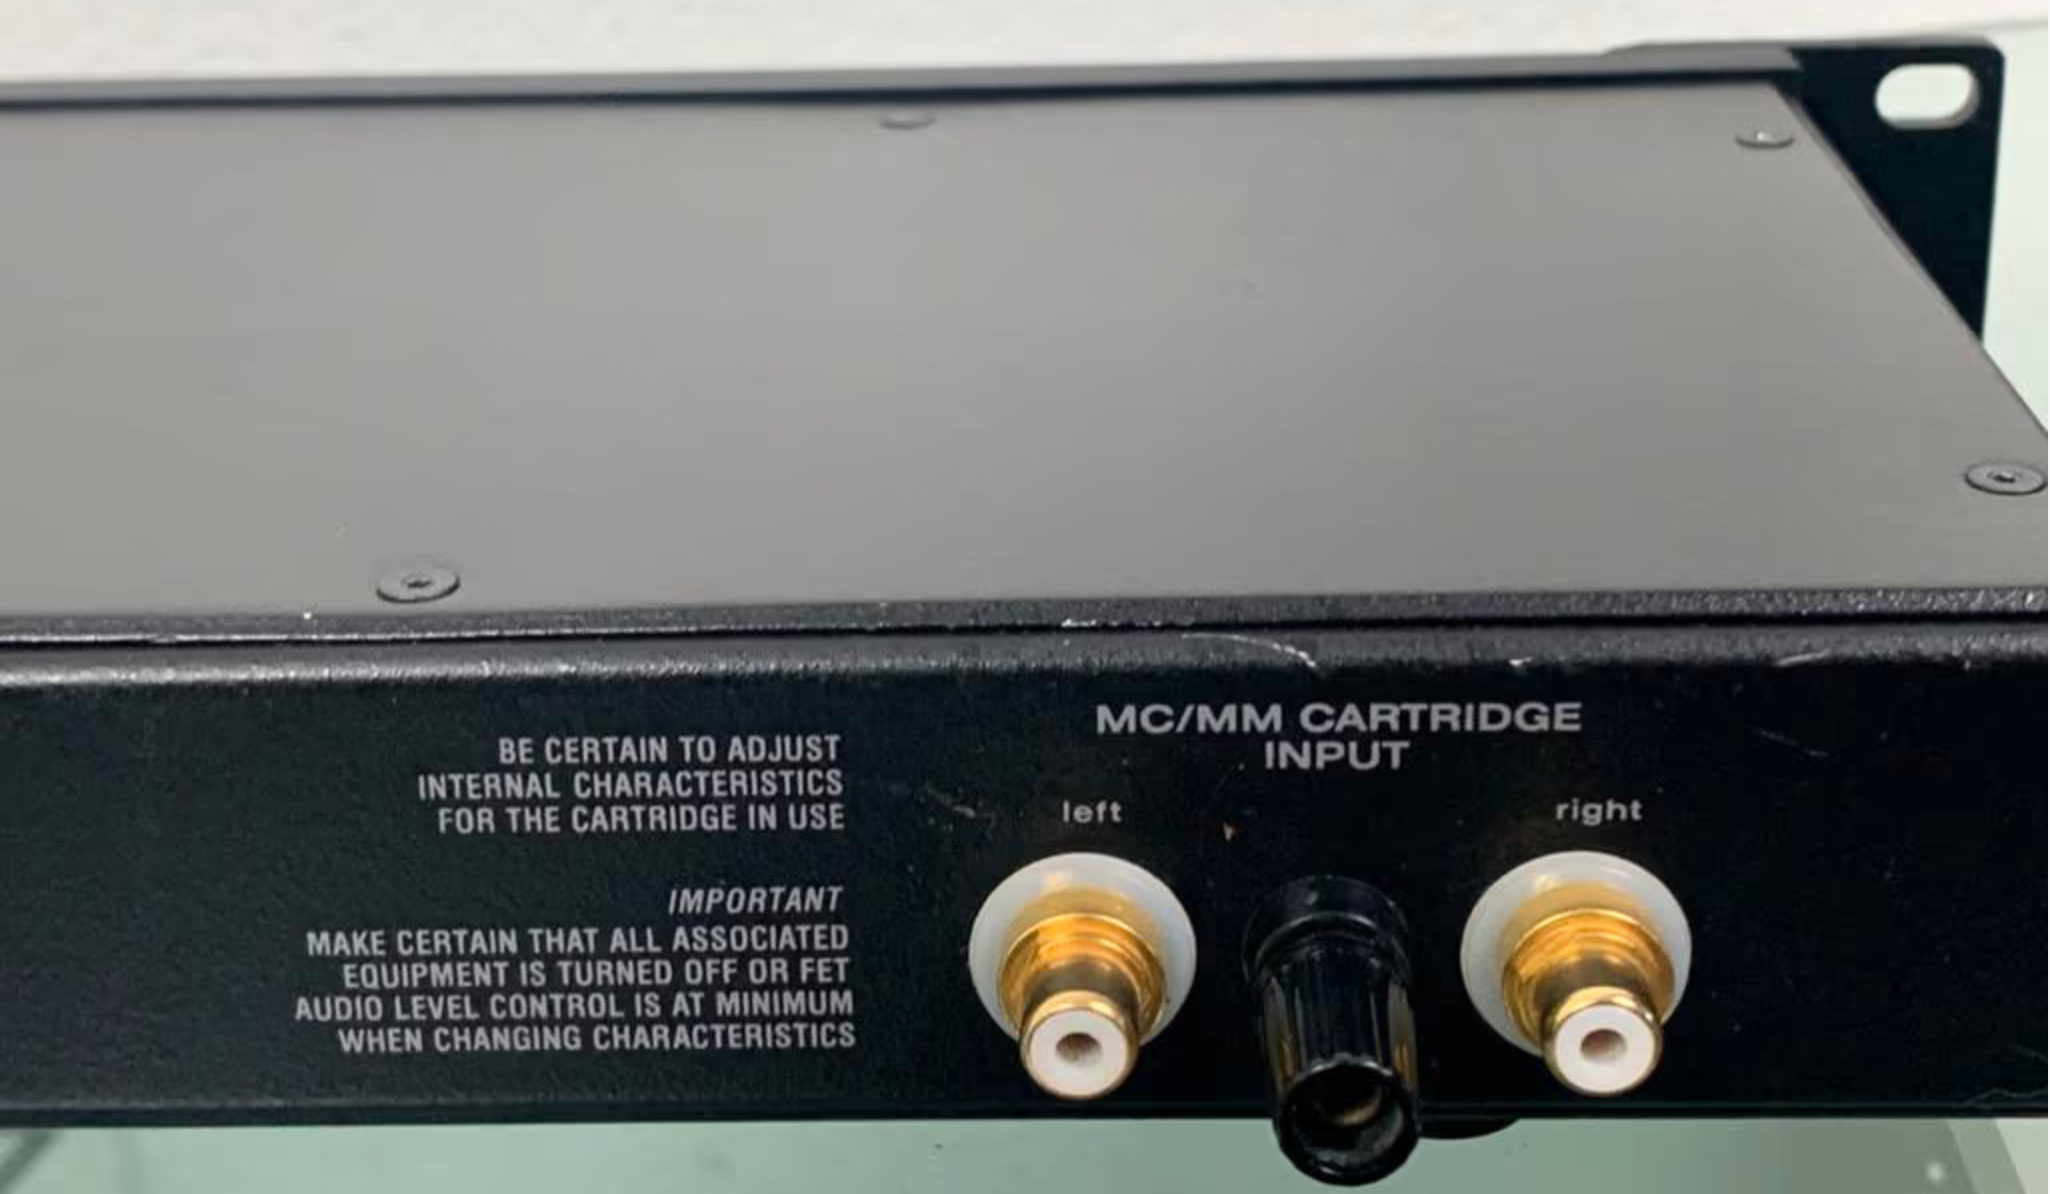 BE CERTAIN TO ADJUST
INTERNAL CHARACTERISTICS
FOR THE CARTRIDGE IN USE
IMPORTANT
MAKE CERTAIN THAT ALL ASSOCIATED
EQUIPMENT IS TURNED OFF OR FET
AUDIO LEVEL CONTROL IS AT MINIMUM
WHEN CHANGING CHARACTERISTICS
MC/MM CARTRIDGE
INPUT
left
right